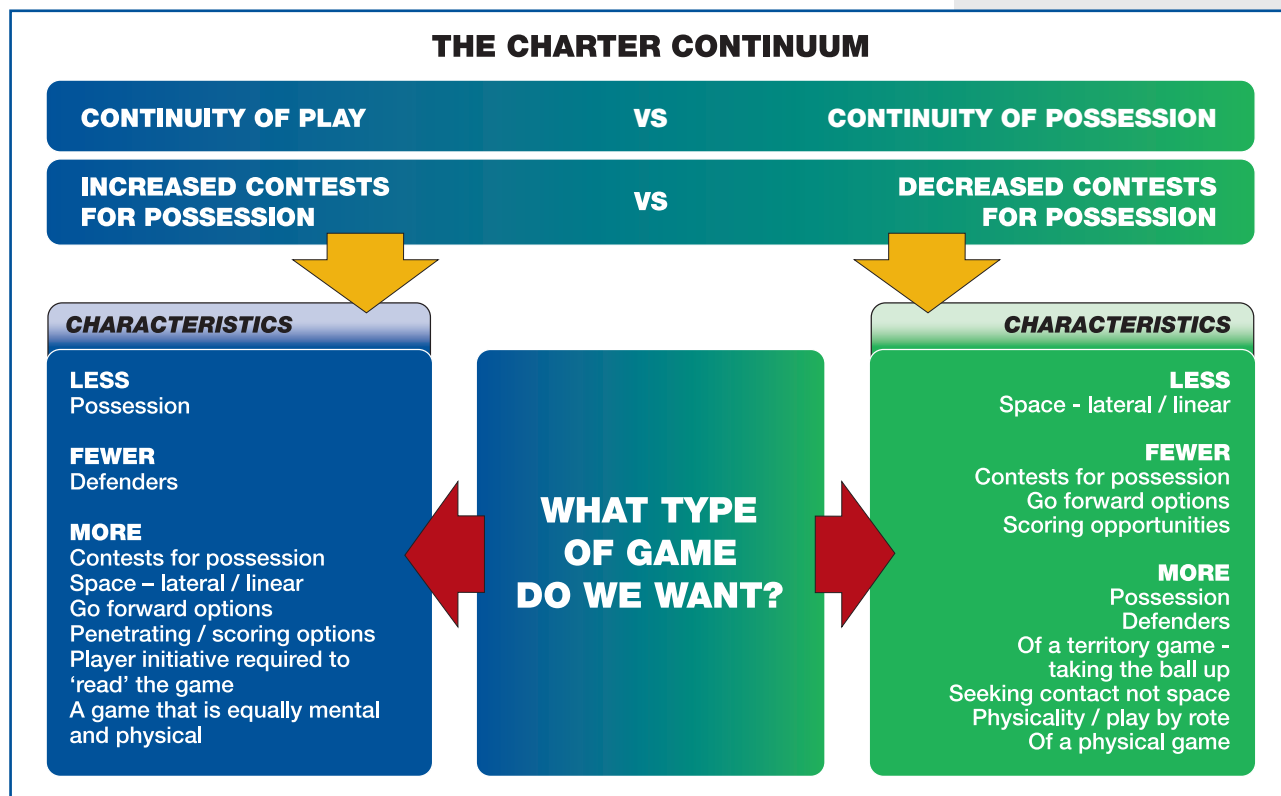 THE CHARTER CONTINUUM
CONTINUITY OF PLAY VS CONTINUITY OF POSSESSION
INCREASED CONTESTS
FOR POSSESSION
VS
DECREASED CONTESTS
FOR POSSESSION
CHARACTERISTICS
LESS
Possession
FEWER
Defenders
MORE
Contests for possession
Space – lateral / linear
Go forward options
Penetrating / scoring options
Player initiative required to
‘read’ the game
A game that is equally mental
and physical
WHAT TYPE
OF GAME
DO WE WANT?
CHARACTERISTICS
LESS
Space - lateral / linear
FEWER
Contests for possession
Go forward options
Scoring opportunities
MORE
Possession
Defenders
Of a territory game -
taking the ball up
Seeking contact not space
Physicality / play by rote
Of a physical game